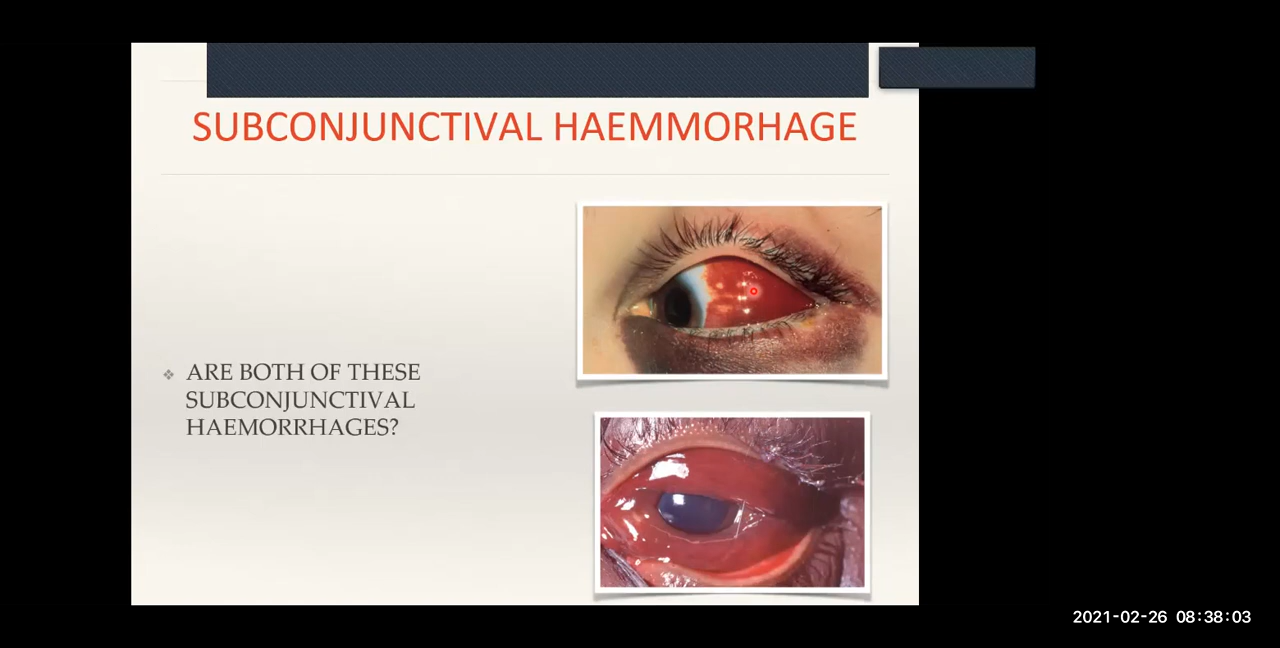 SUBCONJUNCTIVAL HAEMMORHAGE
❖ ARE BOTH OF THESE
SUBCONJUNCTIVAL
HAEMORRHAGES?
2021-02-26 08:38:03